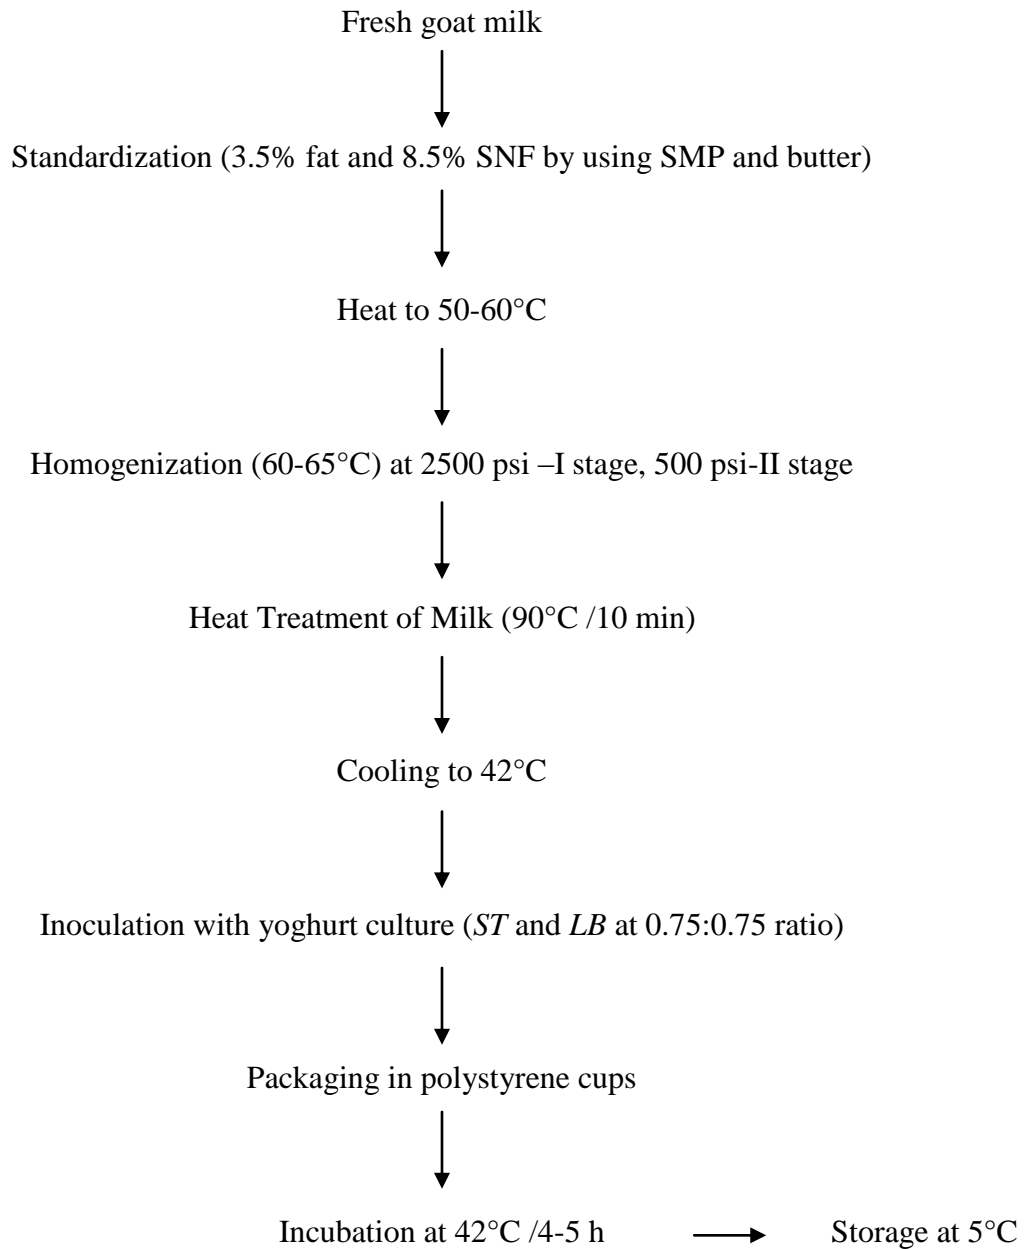 Fresh goat milk
Standardization (3.5% fat and 8.5% SNF by using SMP and butter)
Heat to 50-60°C
Homogenization (60-65°C) at 2500 psi –I stage, 500 psi-II stage
Heat Treatment of Milk (90°C /10 min)
Cooling to 42°C
Inoculation with yoghurt culture (ST and LB at 0.75:0.75 ratio)
Packaging in polystyrene cups
Incubation at 42°C /4-5 h Storage at 5°C